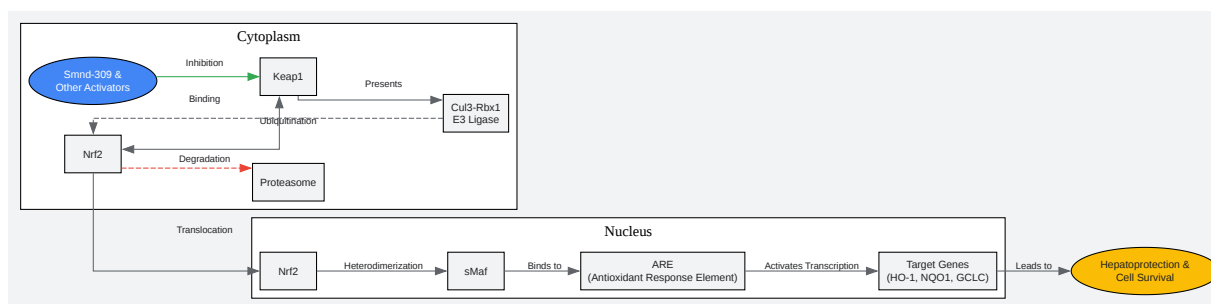 Cytoplasm
Smnd-309 &
Other Activators
Inhibition
Keap1
Presents
Binding
Cul3-Rbx1
E3 Ligase
Ubiquitination
Nrf2
Degradation
Proteasome
Translocation
Nucleus
Nrf2
Heterodimerization
sMaf
Binds to
ARE
(Antioxidant Response Element)
Activates Transcription
Target Genes
(HO-1, NQO1, GCLC)
Leads to
Hepatoprotection &
Cell Survival